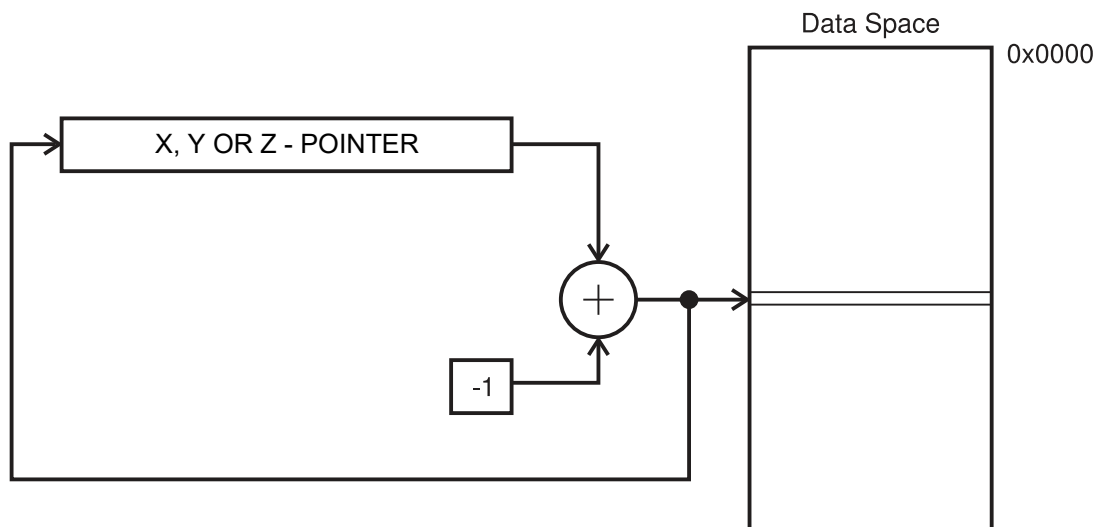 Data Space
0x0000
X, Y OR Z - POINTER
+
-1